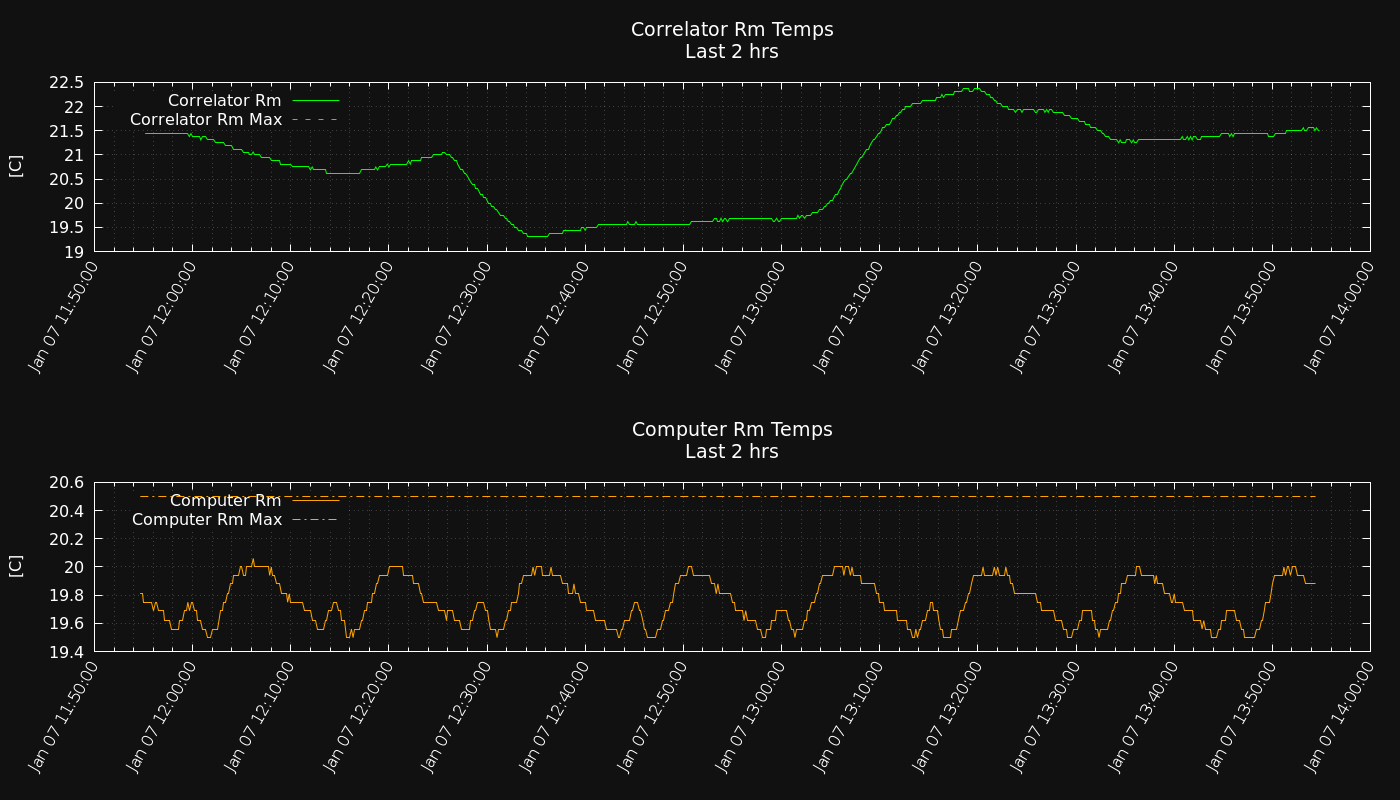 Correlator Rm Temps
Last 2 hrs
22.5
22
21.5
21
20.5
20
19.5
19
[C]
Correlator Rm
Correlator Rm Max
Jan 07 11:50:00
Jan 07 12:00:00
Jan 07 12:10:00
Jan 07 12:20:00
Jan 07 12:30:00
Jan 07 12:40:00
Jan 07 12:50:00
Jan 07 13:00:00
Jan 07 13:10:00
Jan 07 13:20:00
Jan 07 13:30:00
Jan 07 13:40:00
Jan 07 13:50:00
Jan 07 14:00:00
Computer Rm Temps
Last 2 hrs
20.6
20.4
20.2
20
19.8
19.6
19.4
[C]
Computer Rm
Computer Rm Max
Jan 07 11:50:00
Jan 07 12:00:00
Jan 07 12:10:00
Jan 07 12:20:00
Jan 07 12:30:00
Jan 07 12:40:00
Jan 07 12:50:00
Jan 07 13:00:00
Jan 07 13:10:00
Jan 07 13:20:00
Jan 07 13:30:00
Jan 07 13:40:00
Jan 07 13:50:00
Jan 07 14:00:00